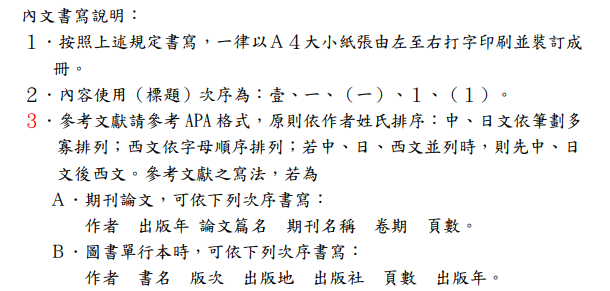 內文書寫說明：
１．按照上述規定書寫，一律以Ａ４大小紙張由左至右打字印刷並裝訂成
冊。
２．內容使用（標題）次序為：壹、一、（一）、１、（１）。
３．參考文獻請參考 APA 格式，原則依作者姓氏排序：中、日文依筆劃多
寡排列；西文依字母順序排列；若中、日、西文並列時，則先中、日
文後西文。參考文獻之寫法，若為
Ａ．期刊論文，可依下列次序書寫：
作者　出版年 論文篇名　期刊名稱　卷期　頁數。
Ｂ．圖書單行本時，可依下列次序書寫：
作者　書名　版次　出版地　出版社　頁數　出版年。